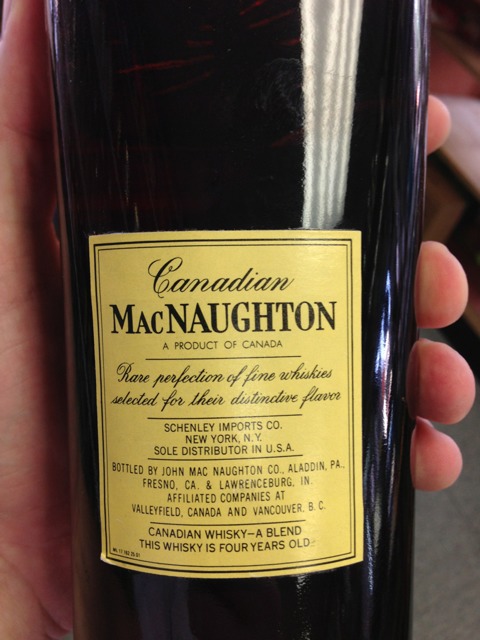 Canadian
MACNAUGHTON
A PRODUCT OF CANADA
Rare perfection of fine whiskies
selected for their distinctive flavor
SCHENLEY IMPORTS CO.
NEW YORK, N.Y.
SOLE DISTRIBUTOR IN U.S.A.
BOTTLED BY JOHN MAC NAUGHTON CO., ALADDIN, PA.,
FRESNO, CA. & LAWRENCEBURG, IN.
AFFILIATED COMPANIES AT
VALLEYFIELD, CANADA AND VANCOUVER, B. C.
CANADIAN WHISKY—A BLEND
THIS WHISKY IS FOUR YEARS OLD